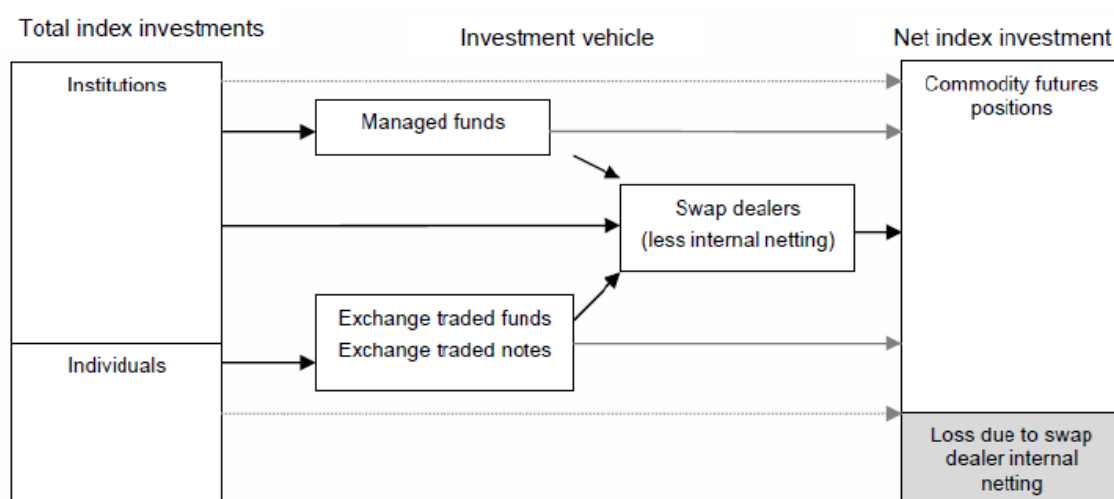 Total index investments
Investment vehicle
Net index investment
Institutions
Managed funds
Swap dealers
(less internal netting)
Exchange traded funds
Exchange traded notes
Individuals
Commodity futures
positions
Loss due to swap
dealer internal
netting